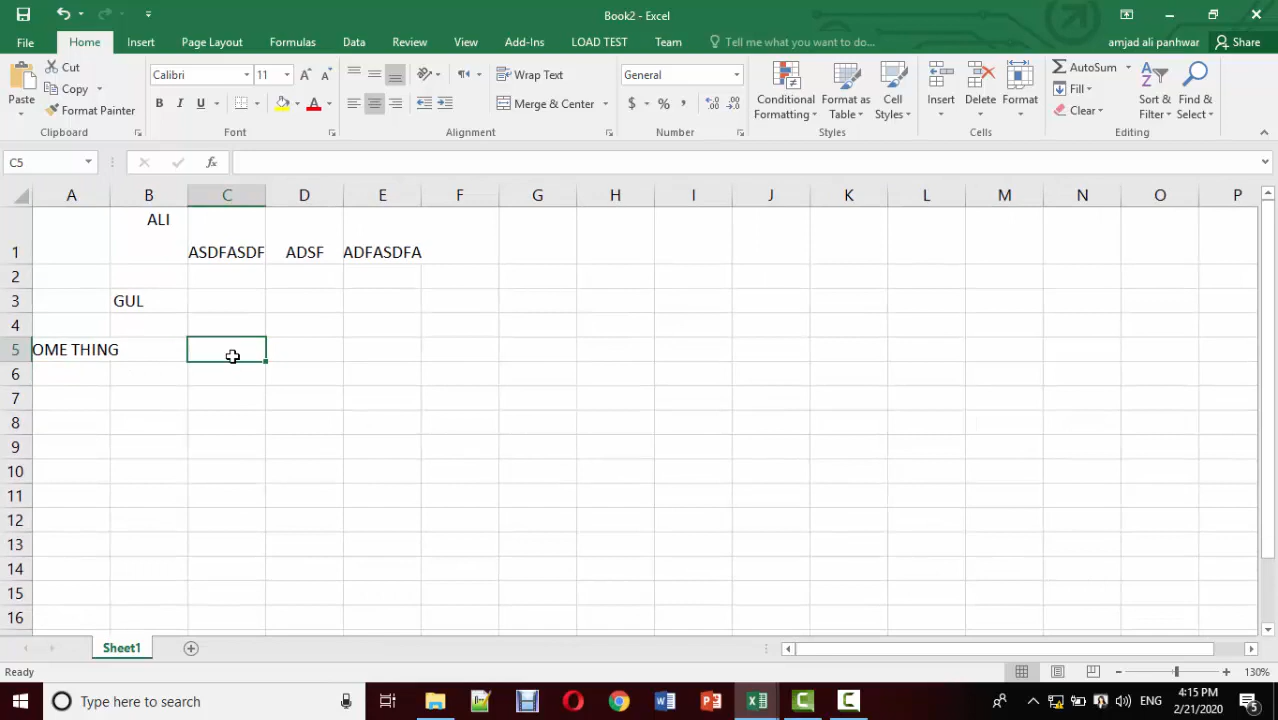 Book2 - Excel
File Home Insert Page Layout Formulas Data Review View Add-Ins LOAD TEST Team Tell me what you want to do... amjad ali panhwar Share
Paste Cut Copy Format Painter Clipboard
Calibri 11 B I U A A A Font
Wrap Text Merge & Center Alignment
General $ % , .0 .00 Number
Conditional Formatting Format as Table Cell Styles Styles
Insert Delete Format Cells
AutoSum Fill Clear Sort & Filter Find & Select Editing
C5 fx
A B C D E F G H I J K L M N O P
ALI
1 ASDFASDF ADSF ADFASDFA
2
3 GUL
4
5 OME THING
6
7
8
9
10
11
12
13
14
15
16
Sheet1
Ready 130%
Type here to search ENG 4:15 PM
2/21/2020 5